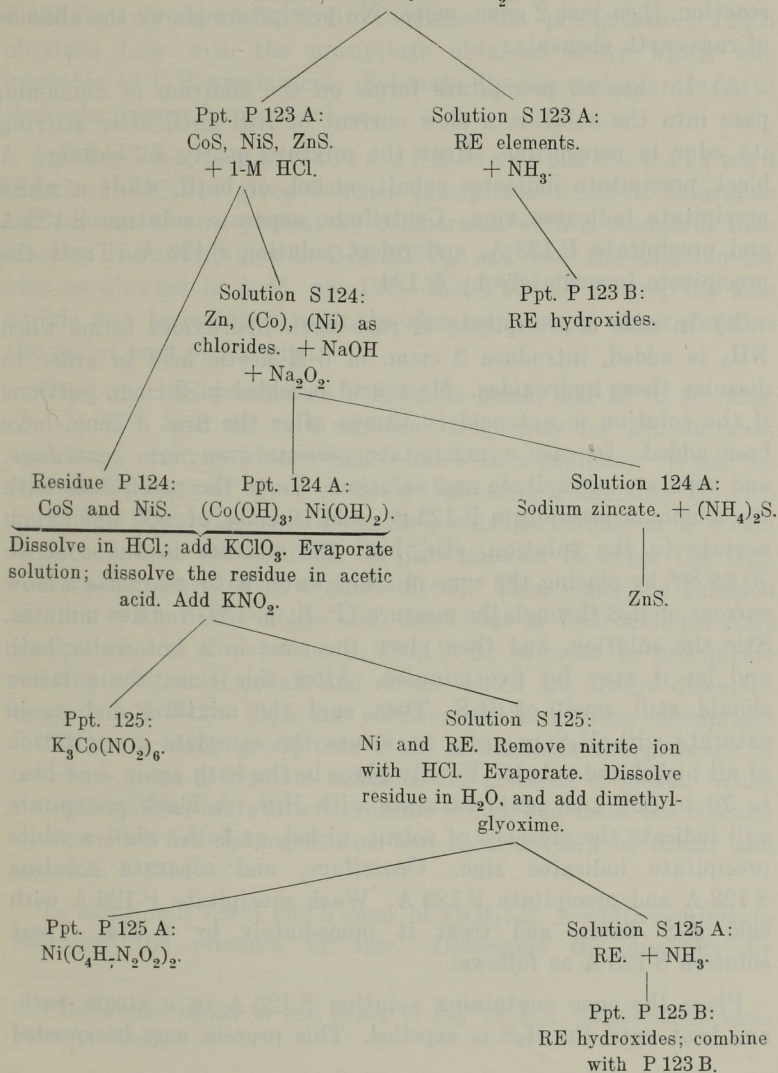 Ppt. P 123 A:
CoS, NiS, ZnS.
+ 1-M HCl.
Solution S 123 A:
RE elements.
+ NH₃.
Solution S 124:
Zn, (Co), (Ni) as
chlorides. + NaOH
+ Na₂O₂.
Ppt. P 123 B:
RE hydroxides.
Residue P 124:
CoS and NiS.
Ppt. 124 A:
(Co(OH)₃, Ni(OH)₂).
Solution 124 A:
Sodium zincate. + (NH₄)₂S.
Dissolve in HCl; add KClO₃. Evaporate
solution; dissolve the residue in acetic
acid. Add KNO₂.
ZnS.
Ppt. 125:
K₃Co(NO₂)₆.
Solution S 125:
Ni and RE. Remove nitrite ion
with HCl. Evaporate. Dissolve
residue in H₂O, and add dimethyl-
glyoxime.
Ppt. P 125 A:
Ni(C₄H₇N₂O₂)₂.
Solution S 125 A:
RE. + NH₃.
Ppt. P 125 B:
RE hydroxides; combine
with P 123 B.